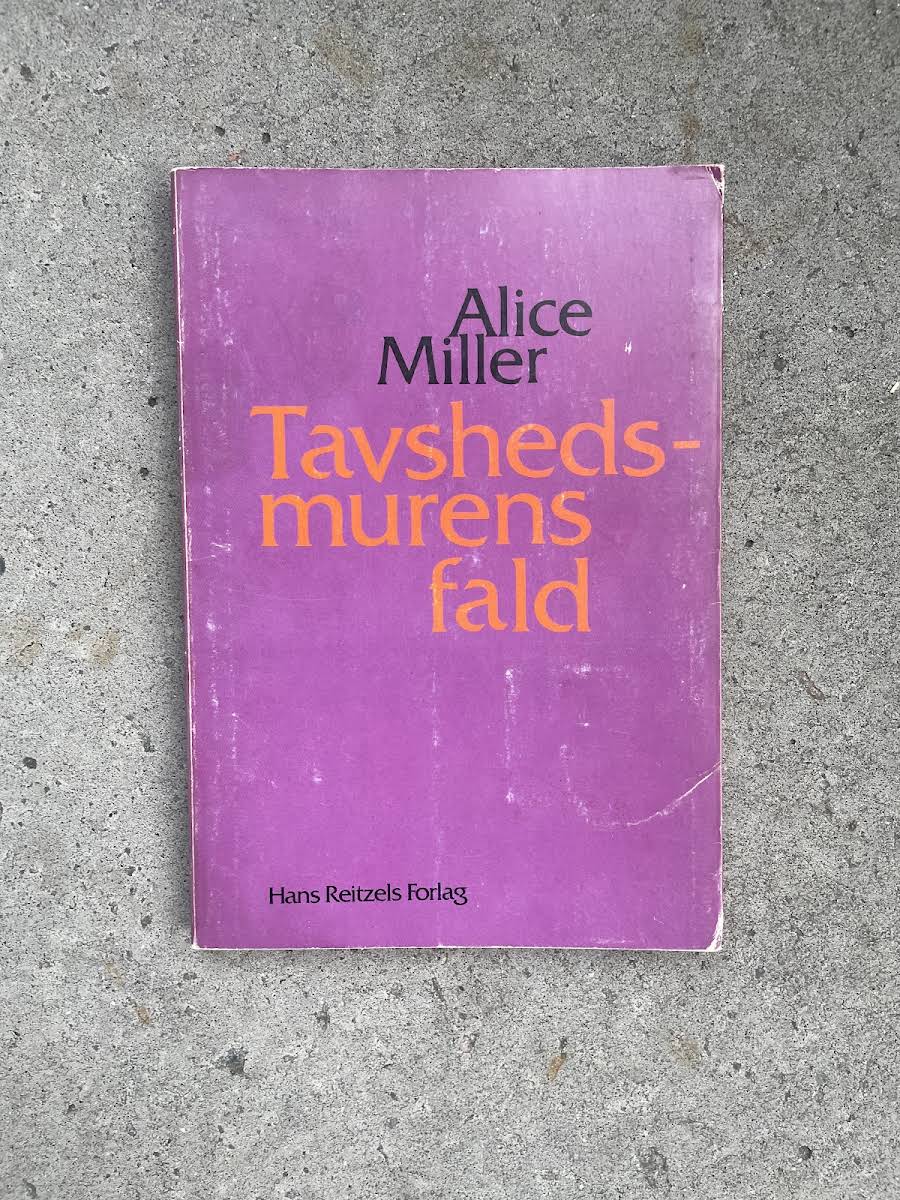 Alice
Miller
Tavsheds-
murens
fald
Hans Reitzels Forlag